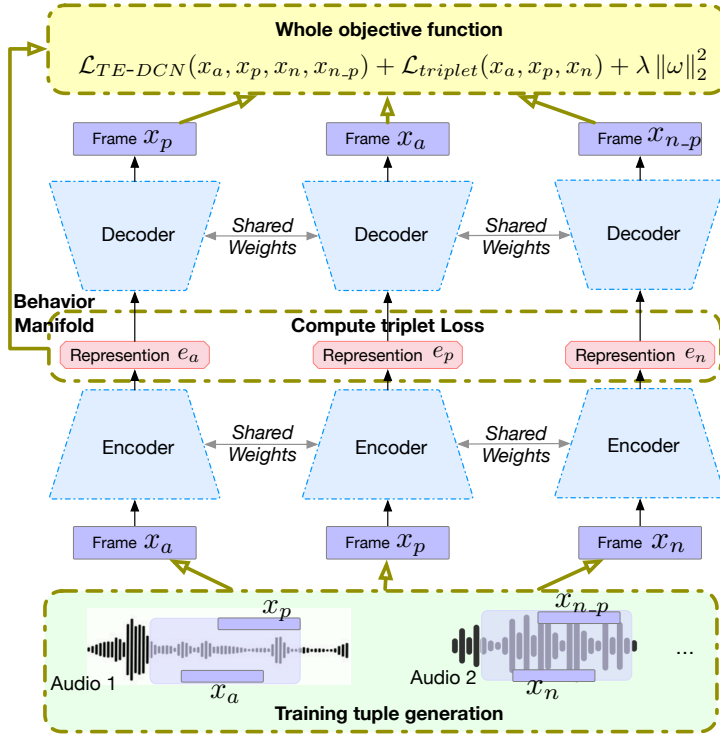 Whole objective function
$\mathcal{L}_{TE\text{-}DCN}(x_a, x_p, x_n, x_{n\_p}) + \mathcal{L}_{triplet}(x_a, x_p, x_n) + \lambda \|\omega\|_2^2$
Frame $x_p$
Frame $x_a$
Frame $x_{n\_p}$
Decoder
Shared
Weights
Decoder
Shared
Weights
Decoder
Behavior
Manifold
Compute triplet Loss
Represention $e_a$
Represention $e_p$
Represention $e_n$
Encoder
Shared
Weights
Encoder
Shared
Weights
Encoder
Frame $x_a$
Frame $x_p$
Frame $x_n$
$x_p$
Audio 1
$x_a$
$x_{n\_p}$
Audio 2
$x_n$
...
Training tuple generation